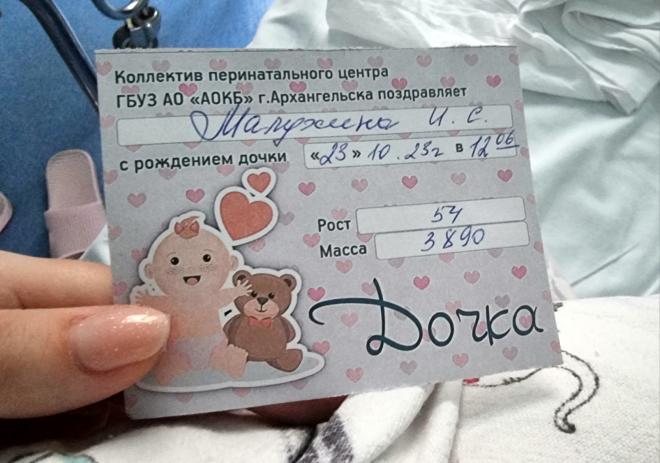 Коллектив перинатального центра
ГБУЗ АО «АОКБ» г.Архангельска поздравляет
Малужина И. С.
с рождением дочки «23» 10. 23г в 12 06
Рост 54
Масса 3890
Дочка